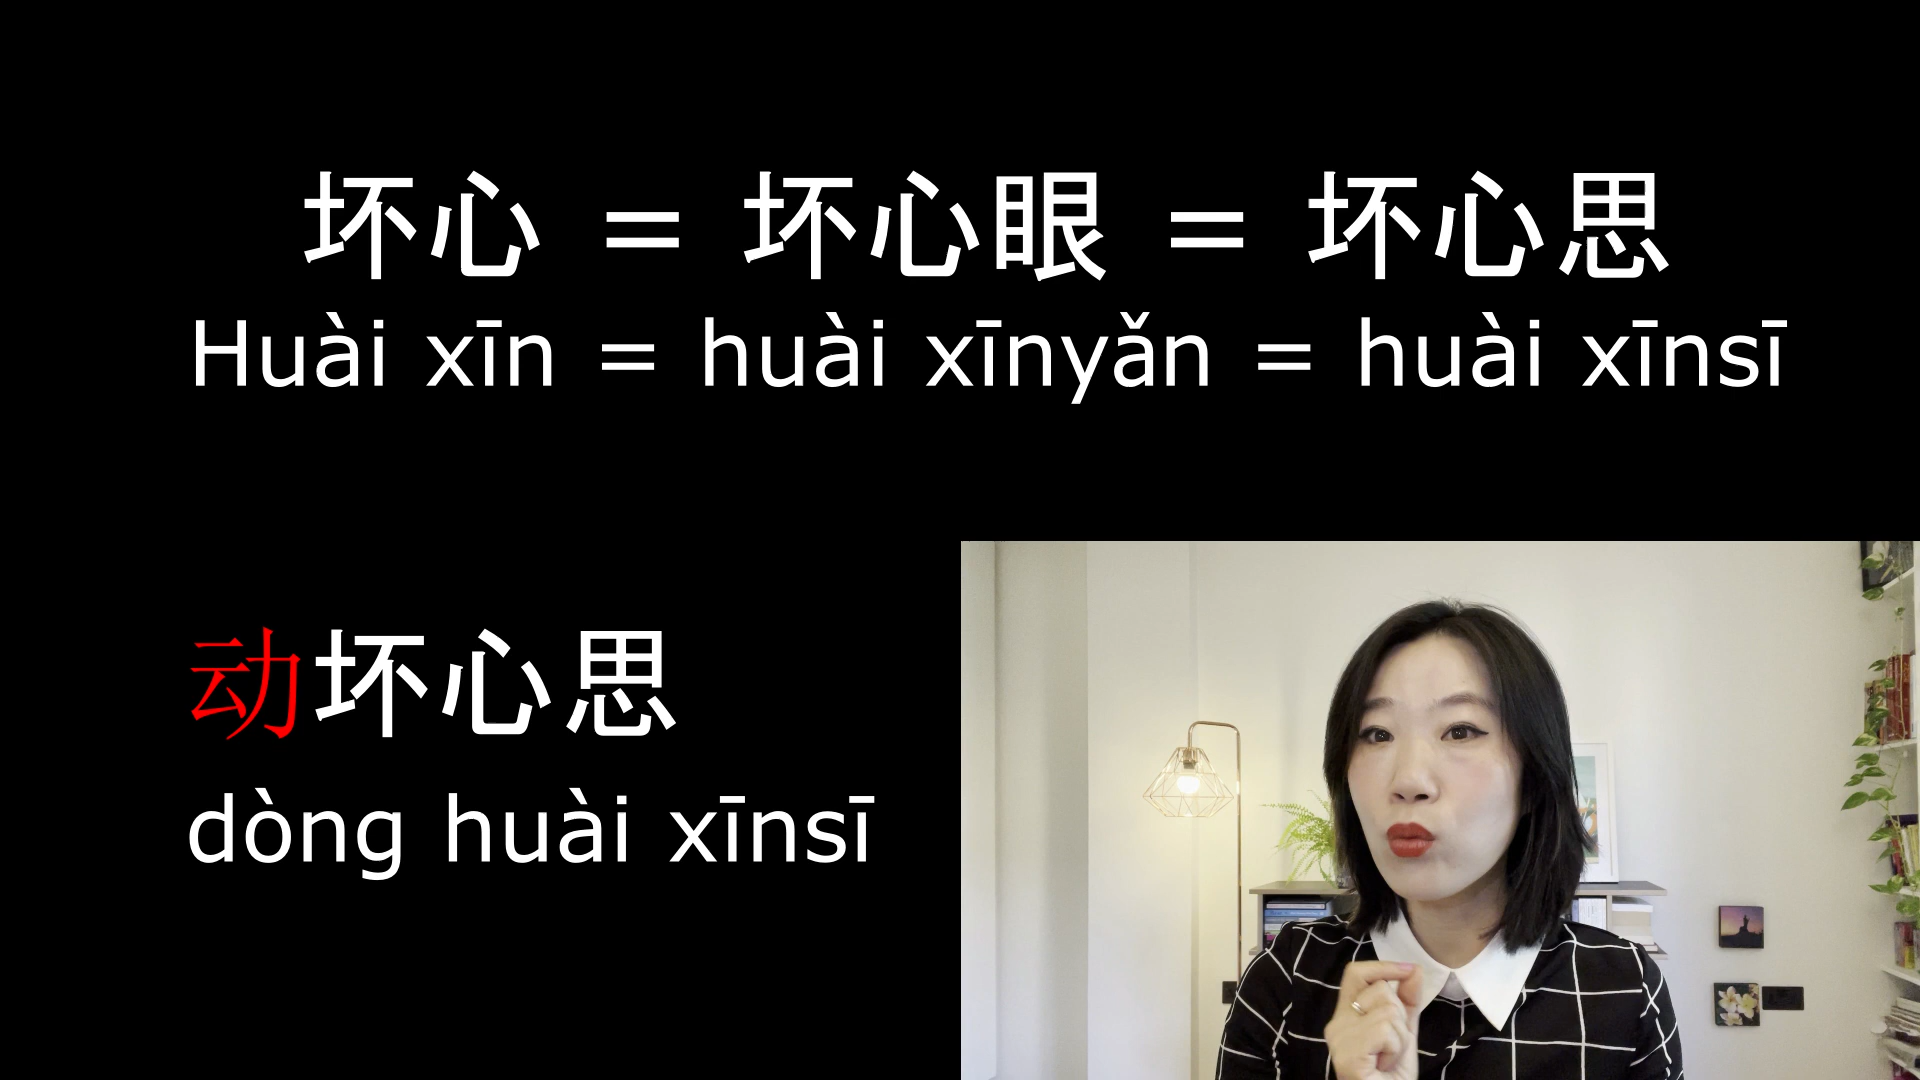 坏心 = 坏心眼 = 坏心思
Huài xīn = huài xīnyǎn = huài xīnsī
动坏心思
dòng huài xīnsī